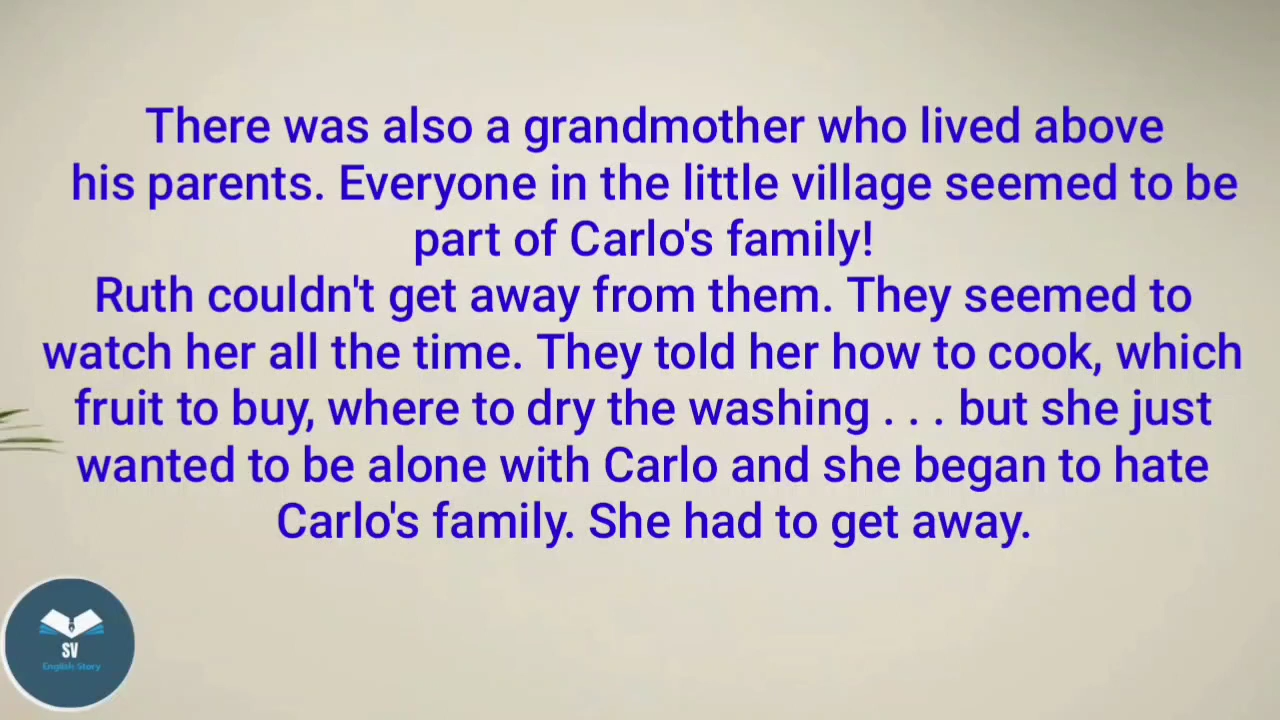 There was also a grandmother who lived above
his parents. Everyone in the little village seemed to be
part of Carlo's family!
Ruth couldn't get away from them. They seemed to
watch her all the time. They told her how to cook, which
fruit to buy, where to dry the washing . . . but she just
wanted to be alone with Carlo and she began to hate
Carlo's family. She had to get away.
SV
English Story